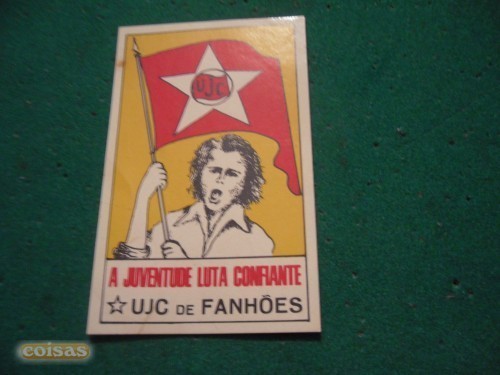 UJC
A JUVENTUDE LUTA CONFIANTE
☆ UJC DE FANHÕES
coisas